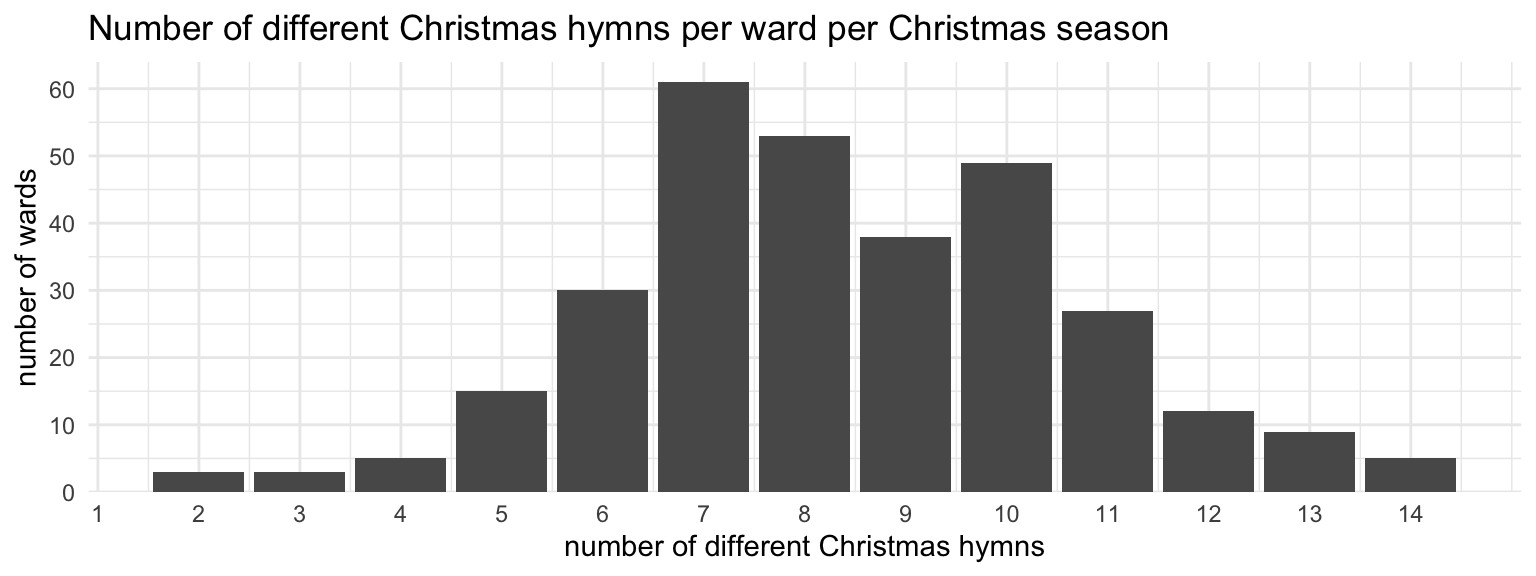 Number of different Christmas hymns per ward per Christmas season
number of wards
60
50
40
30
20
10
0
1 2 3 4 5 6 7 8 9 10 11 12 13 14
number of different Christmas hymns